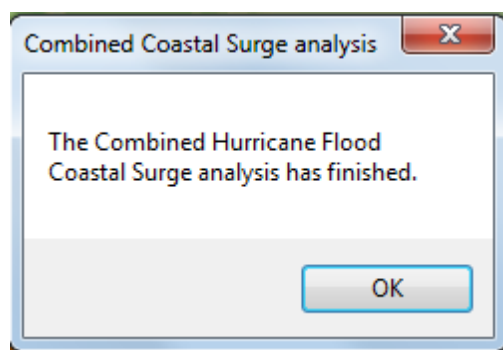 Combined Coastal Surge analysis
The Combined Hurricane Flood
Coastal Surge analysis has finished.
OK